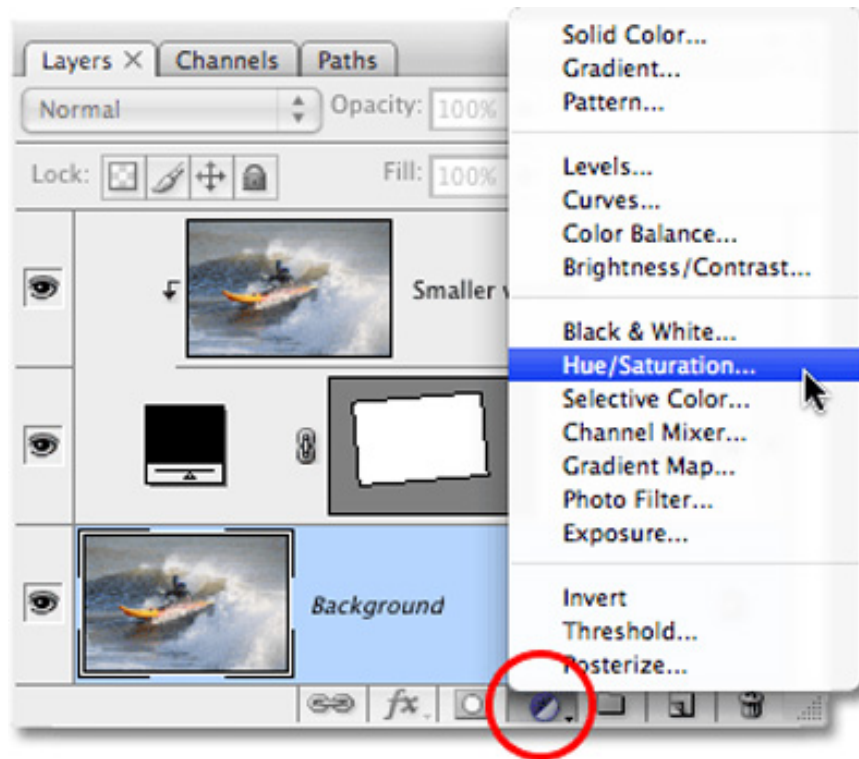 Layers Channels Paths
Normal Opacity: 100%
Lock: Fill: 100%
Smaller
Background
fx
Solid Color...
Gradient...
Pattern...
Levels...
Curves...
Color Balance...
Brightness/Contrast...
Black & White...
Hue/Saturation...
Selective Color...
Channel Mixer...
Gradient Map...
Photo Filter...
Exposure...
Invert
Threshold...
Posterize...